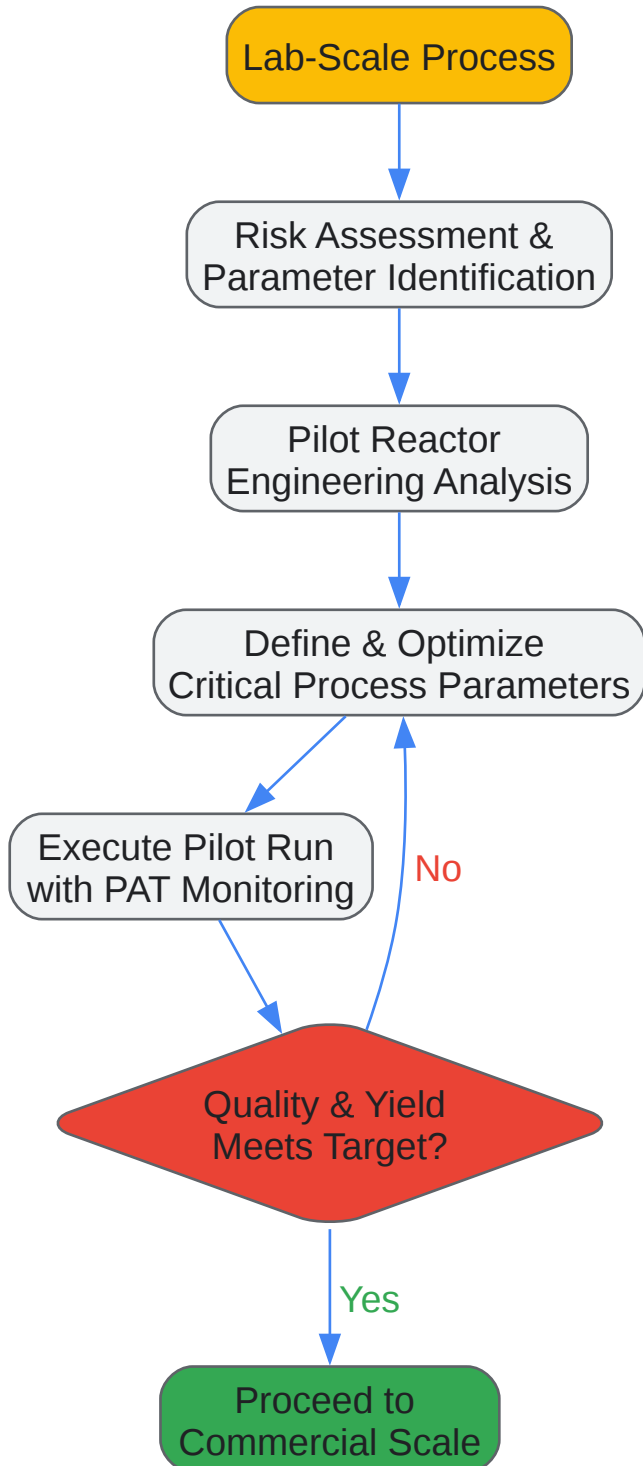 Lab-Scale Process
Risk Assessment &
Parameter Identification
Pilot Reactor
Engineering Analysis
Define & Optimize
Critical Process Parameters
Execute Pilot Run
with PAT Monitoring
No
Quality & Yield
Meets Target?
Yes
Proceed to
Commercial Scale